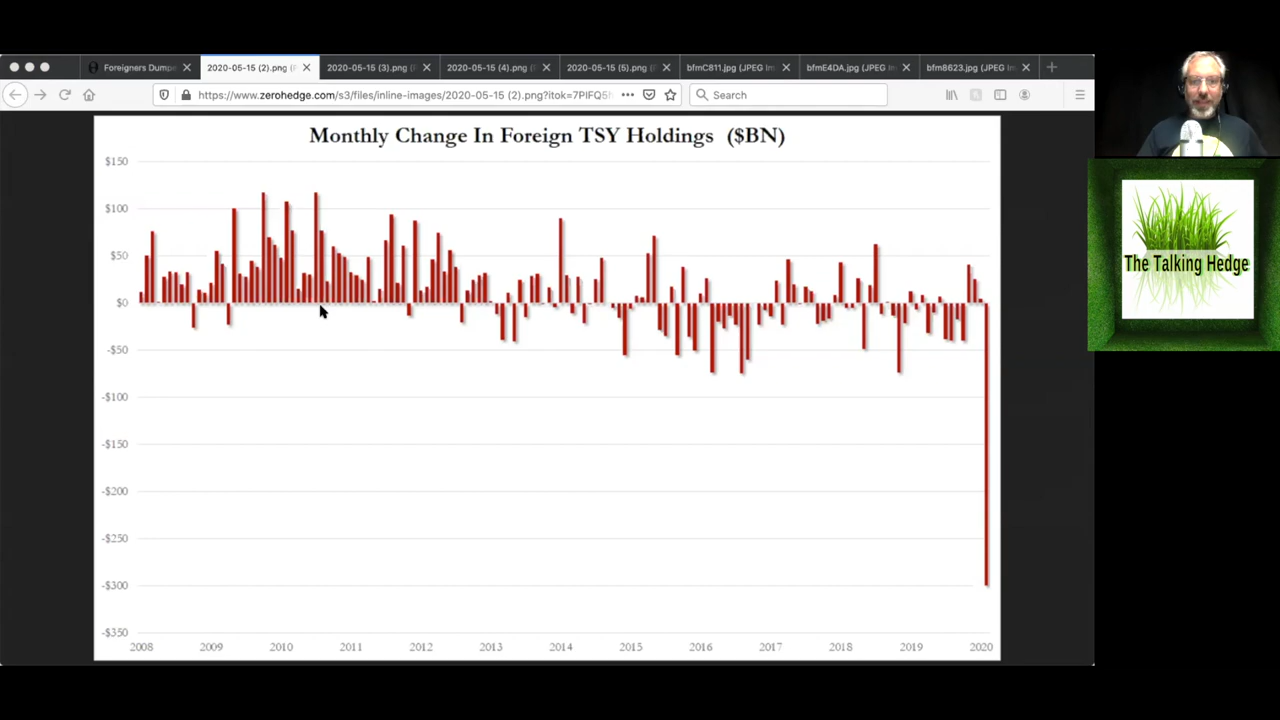 Foreigners Dumpe
2020-05-15 (2).png (
2020-05-15 (3).png (
2020-05-15 (4).png (
2020-05-15 (5).png (
bfmC811.jpg (JPEG Im
bfmE4DA.jpg (JPEG Im
bfm8623.jpg (JPEG Im
https://www.zerohedge.com/s3/files/inline-images/2020-05-15 (2).png?itok=7PIFQ5
Search
Monthly Change In Foreign TSY Holdings ($BN)
$150
$100
$50
$0
-$50
-$100
-$150
-$200
-$250
-$300
-$350
2008 2009 2010 2011 2012 2013 2014 2015 2016 2017 2018 2019 2020
The Talking Hedge